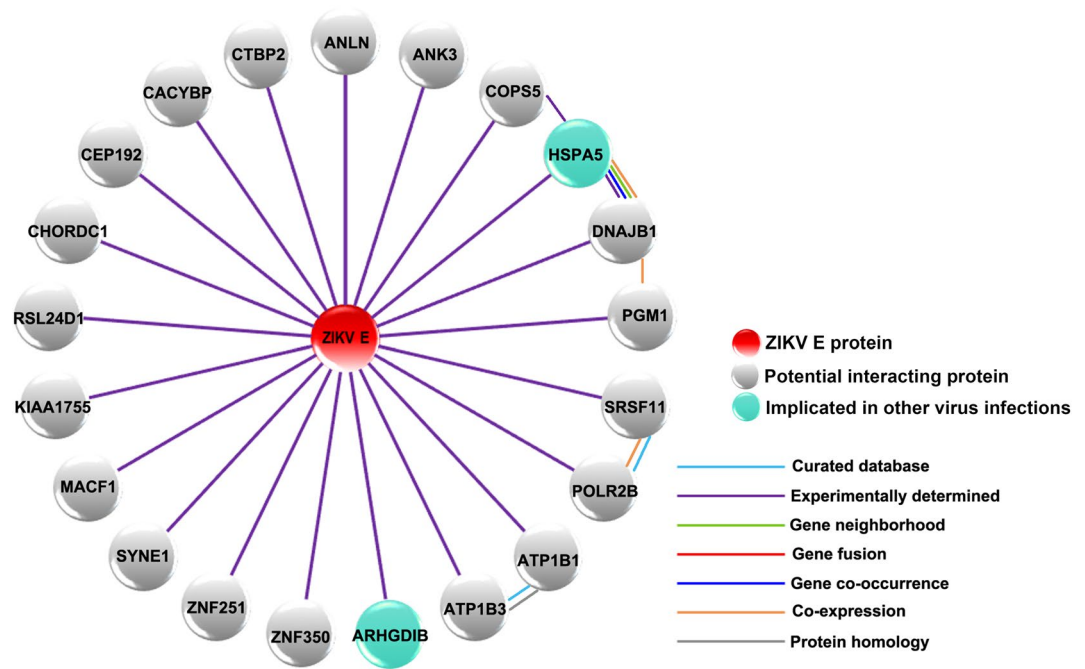 ANLN
CTBP2
ANK3
CACYBP
COPS5
CEP192
HSPA5
CHORDC1
DNAJB1
RSL24D1
PGM1
ZIKV E
ZIKV E protein
Potential interacting protein
KIAA1755
SRSF11
Implicated in other virus infections
MACF1
POLR2B
Curated database
Experimentally determined
Gene neighborhood
SYNE1
ATP1B1
Gene fusion
Gene co-occurrence
ZNF251
ATP1B3
Co-expression
ZNF350
ARHGDIB
Protein homology